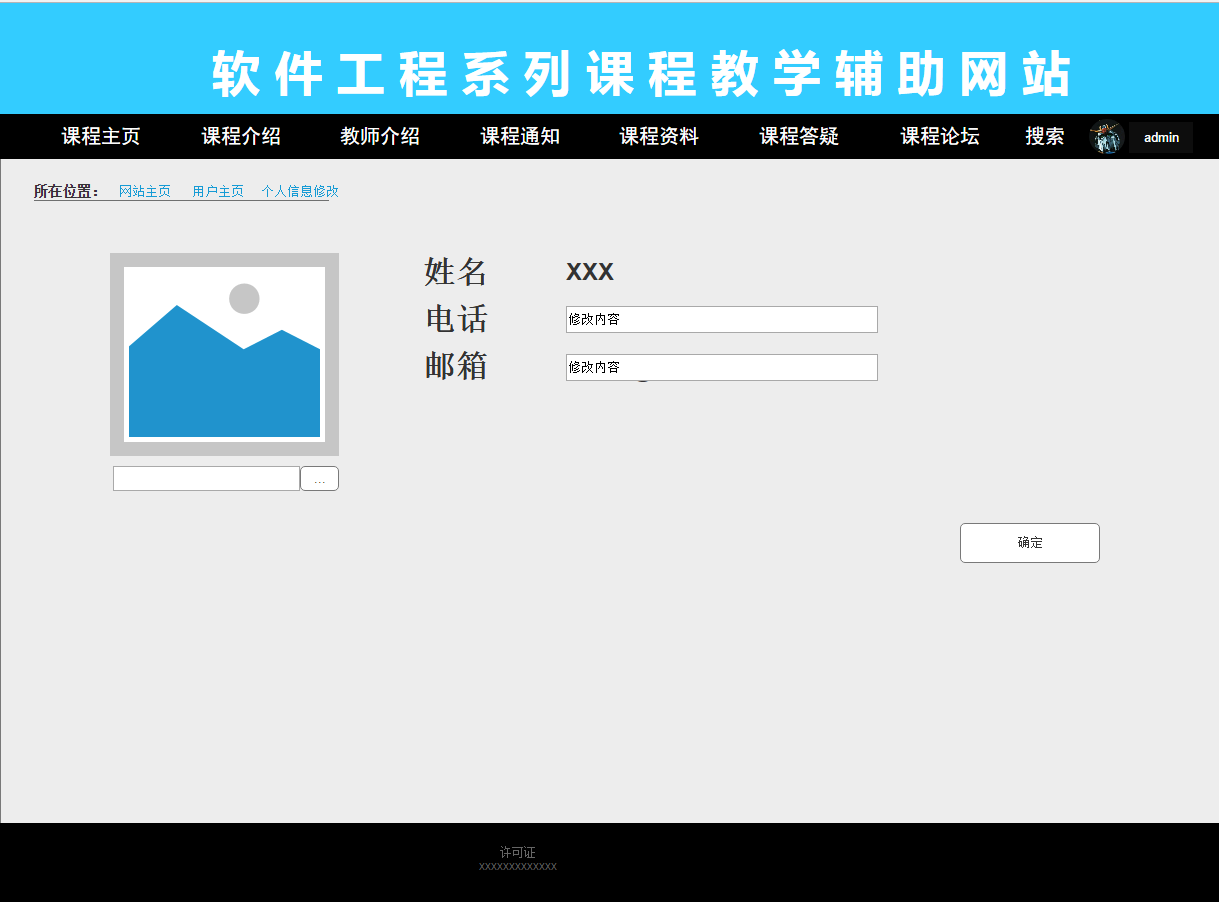 软件工程系列课程教学辅助网站
课程主页 课程介绍 教师介绍 课程通知 课程资料 课程答疑 课程论坛 搜索 admin
所在位置： 网站主页 用户主页 个人信息修改
姓名 XXX
电话 修改内容
邮箱 修改内容
...
确定
许可证
XXXXXXXXXXXXX